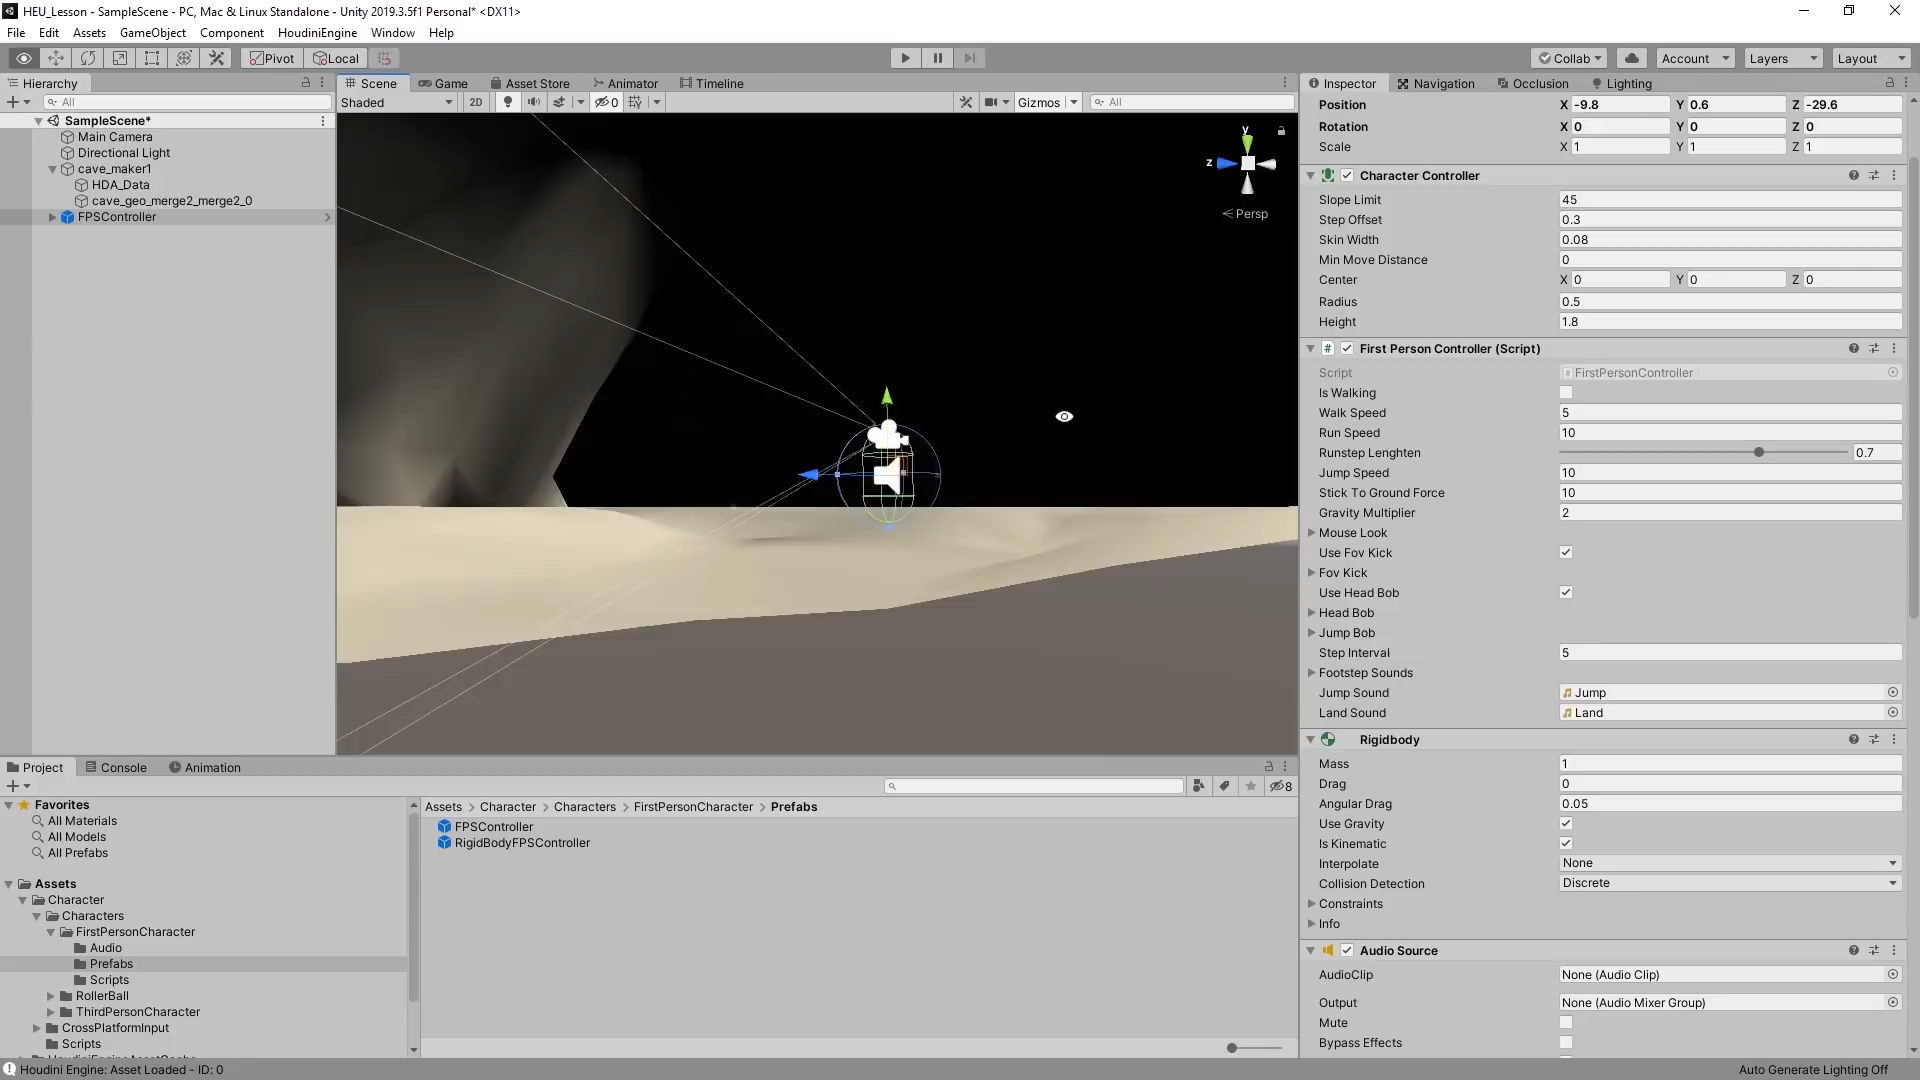 HEU_Lesson - SampleScene - PC, Mac & Linux Standalone - Unity 2019.3.5f1 Personal* <DX11>
File Edit Assets GameObject Component HoudiniEngine Window Help
Pivot Local Collab Account Layers Layout
Hierarchy
All
SampleScene*
Main Camera
Directional Light
cave_maker1
HDA_Data
cave_geo_merge2_merge2_0
FPSController
Scene Game Asset Store Animator Timeline
Shaded 2D 0 Gizmos All
y
z
Persp
Inspector Navigation Occlusion Lighting
Position X -9.8 Y 0.6 Z -29.6
Rotation X 0 Y 0 Z 0
Scale X 1 Y 1 Z 1
Character Controller
Slope Limit 45
Step Offset 0.3
Skin Width 0.08
Min Move Distance 0
Center X 0 Y 0 Z 0
Radius 0.5
Height 1.8
# First Person Controller (Script)
Script FirstPersonController
Is Walking
Walk Speed 5
Run Speed 10
Runstep Lenghten 0.7
Jump Speed 10
Stick To Ground Force 10
Gravity Multiplier 2
Mouse Look
Use Fov Kick
Fov Kick
Use Head Bob
Head Bob
Jump Bob
Step Interval 5
Footstep Sounds
Jump Sound Jump
Land Sound Land
Rigidbody
Mass 1
Drag 0
Angular Drag 0.05
Use Gravity
Is Kinematic
Interpolate None
Collision Detection Discrete
Constraints
Info
Audio Source
AudioClip None (Audio Clip)
Output None (Audio Mixer Group)
Mute
Bypass Effects
Project Console Animation
8
Favorites
All Materials
All Models
All Prefabs
Assets
Character
Characters
FirstPersonCharacter
Audio
Prefabs
Scripts
RollerBall
ThirdPersonCharacter
CrossPlatformInput
Scripts
Assets > Character > Characters > FirstPersonCharacter > Prefabs
FPSController
RigidBodyFPSController
Houdini Engine: Asset Loaded - ID: 0
Auto Generate Lighting Off